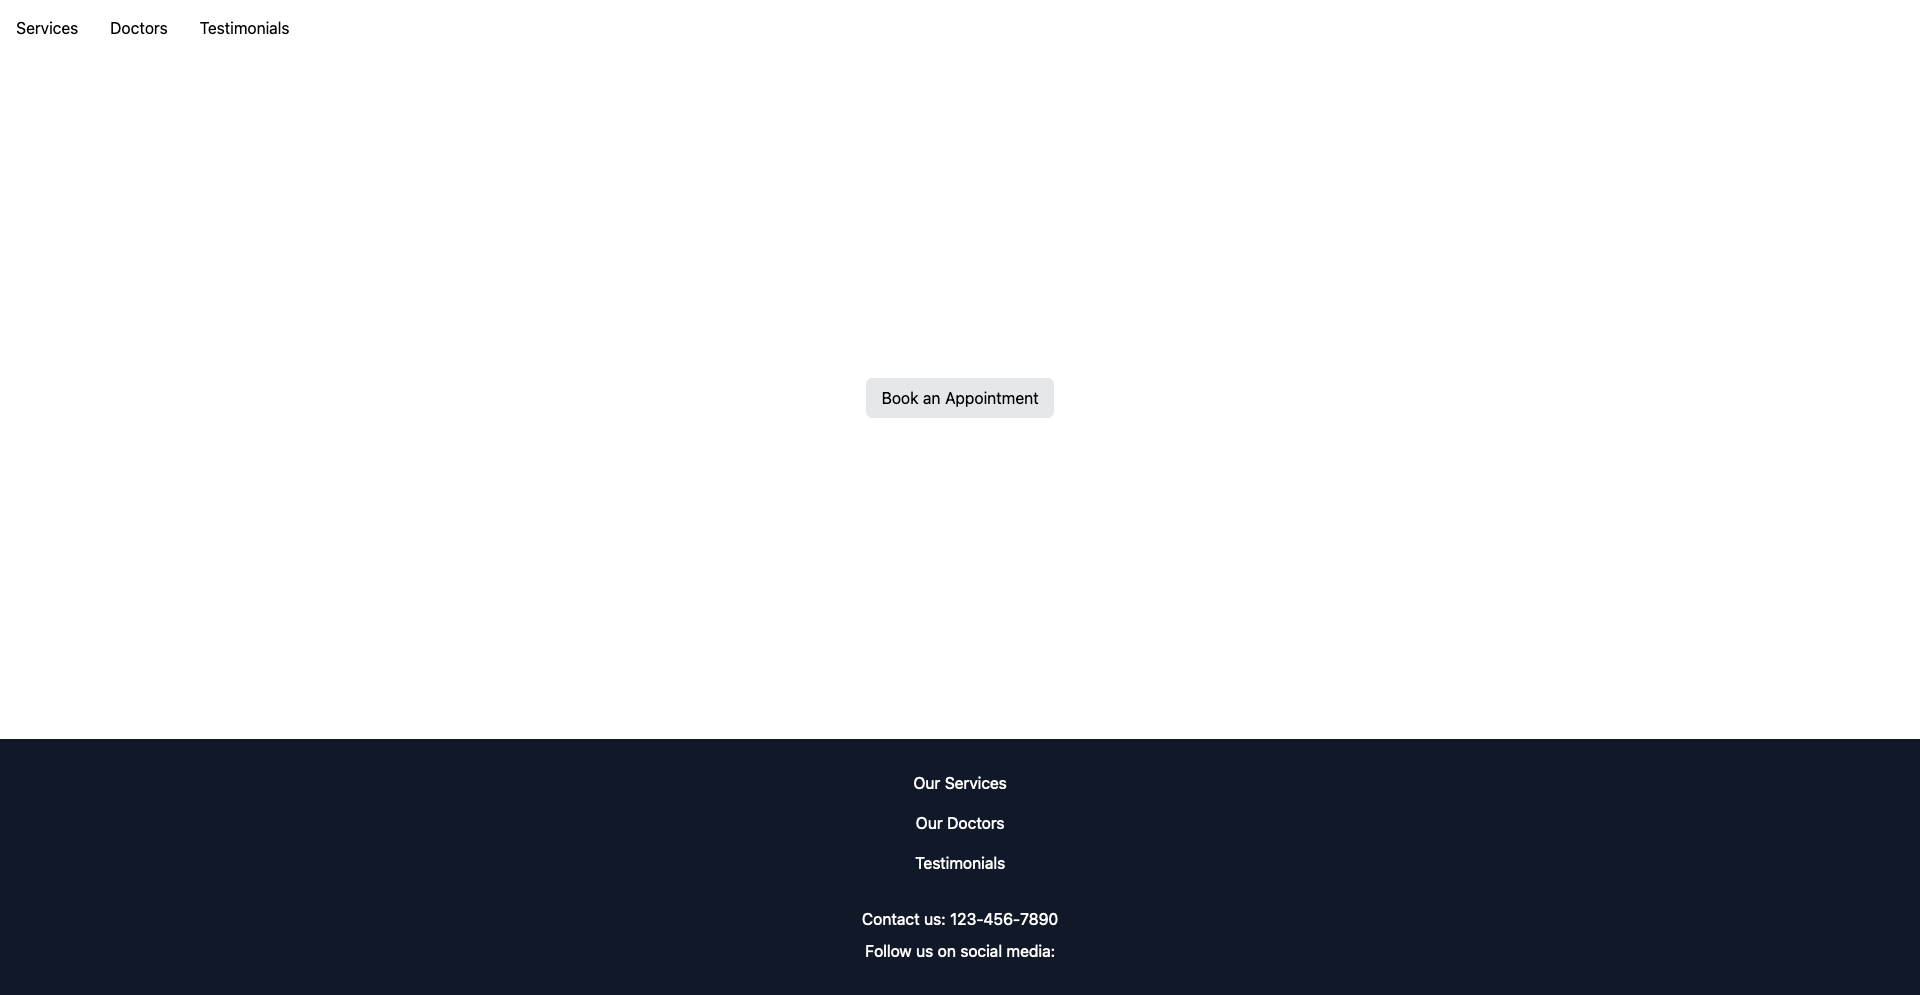 Services Doctors Testimonials
Book an Appointment
Our Services
Our Doctors
Testimonials
Contact us: 123-456-7890
Follow us on social media: